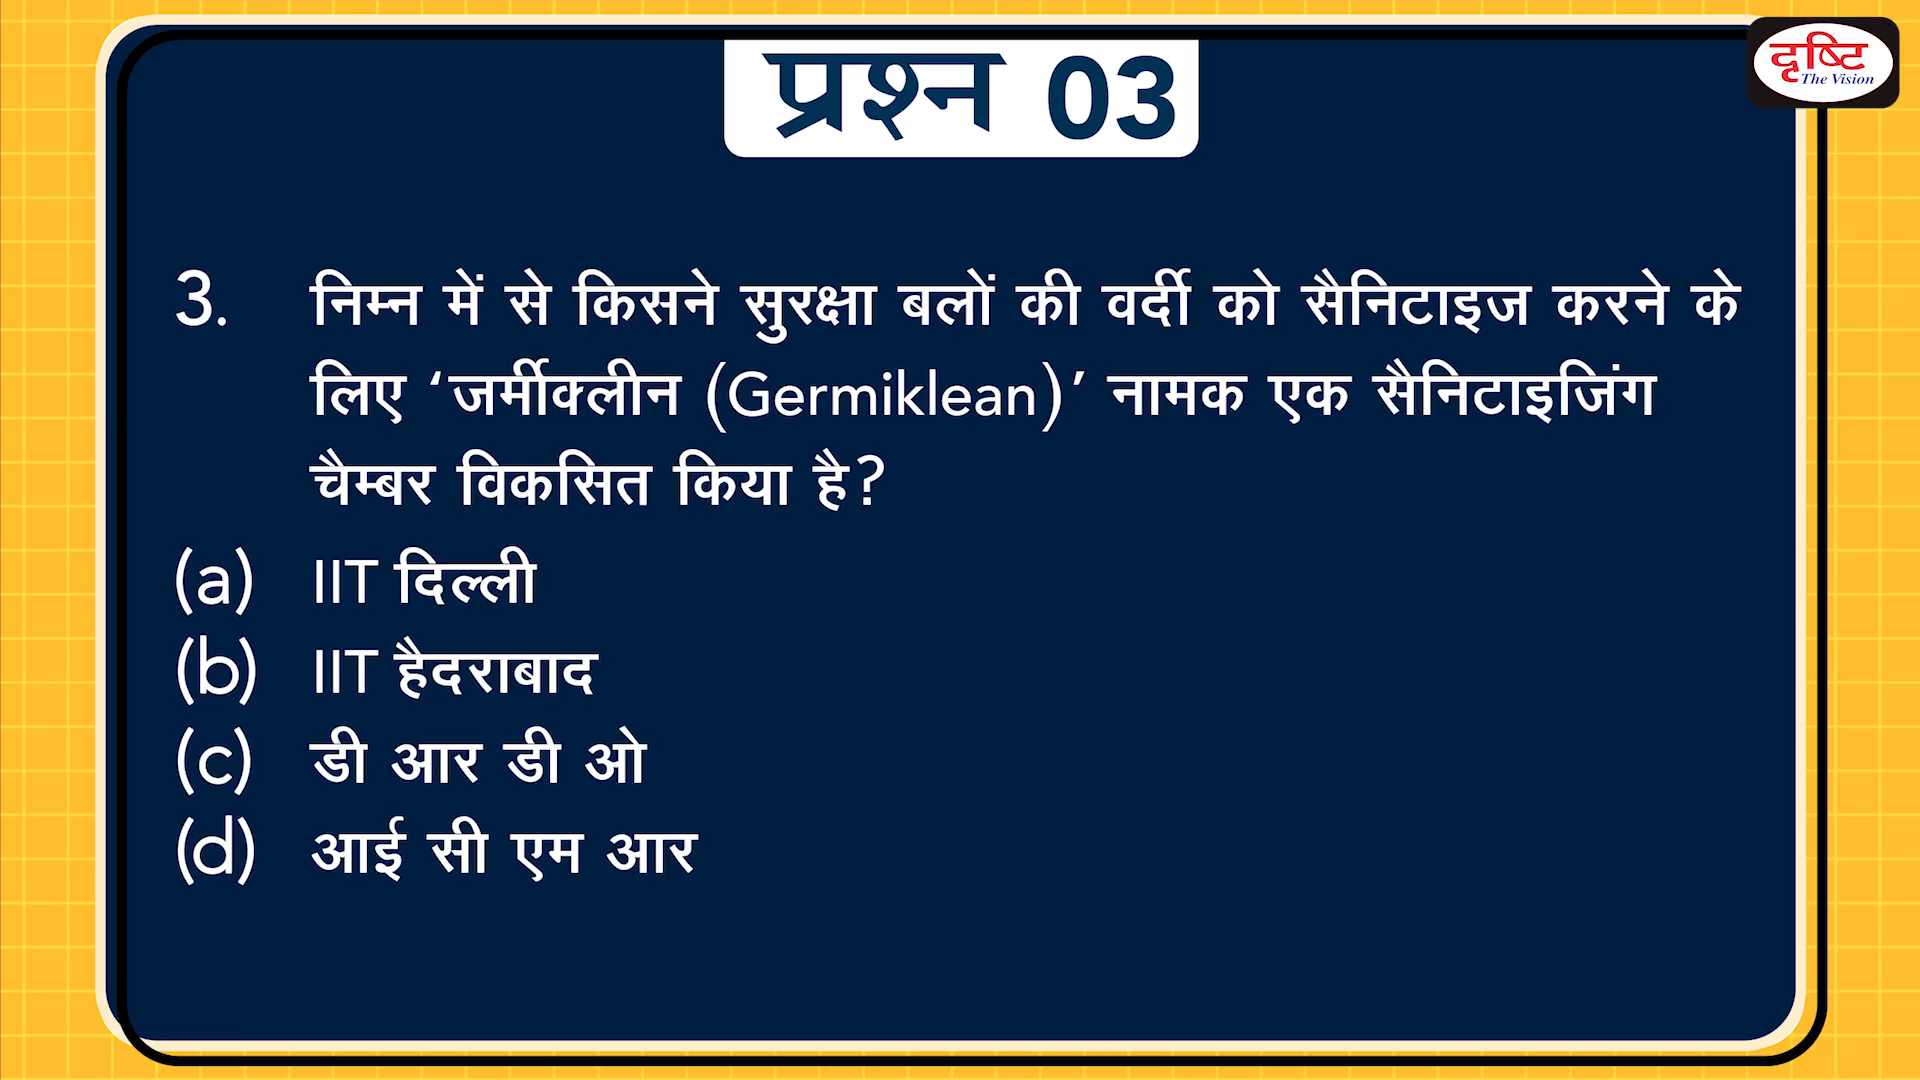 दृष्टि
The Vision
प्रश्न 03
3. निम्न में से किसने सुरक्षा बलों की वर्दी को सैनिटाइज करने के
लिए ‘जर्मीक्लीन (Germiklean)’ नामक एक सैनिटाइजिंग
चैम्बर विकसित किया है?
(a) IIT दिल्ली
(b) IIT हैदराबाद
(c) डी आर डी ओ
(d) आई सी एम आर